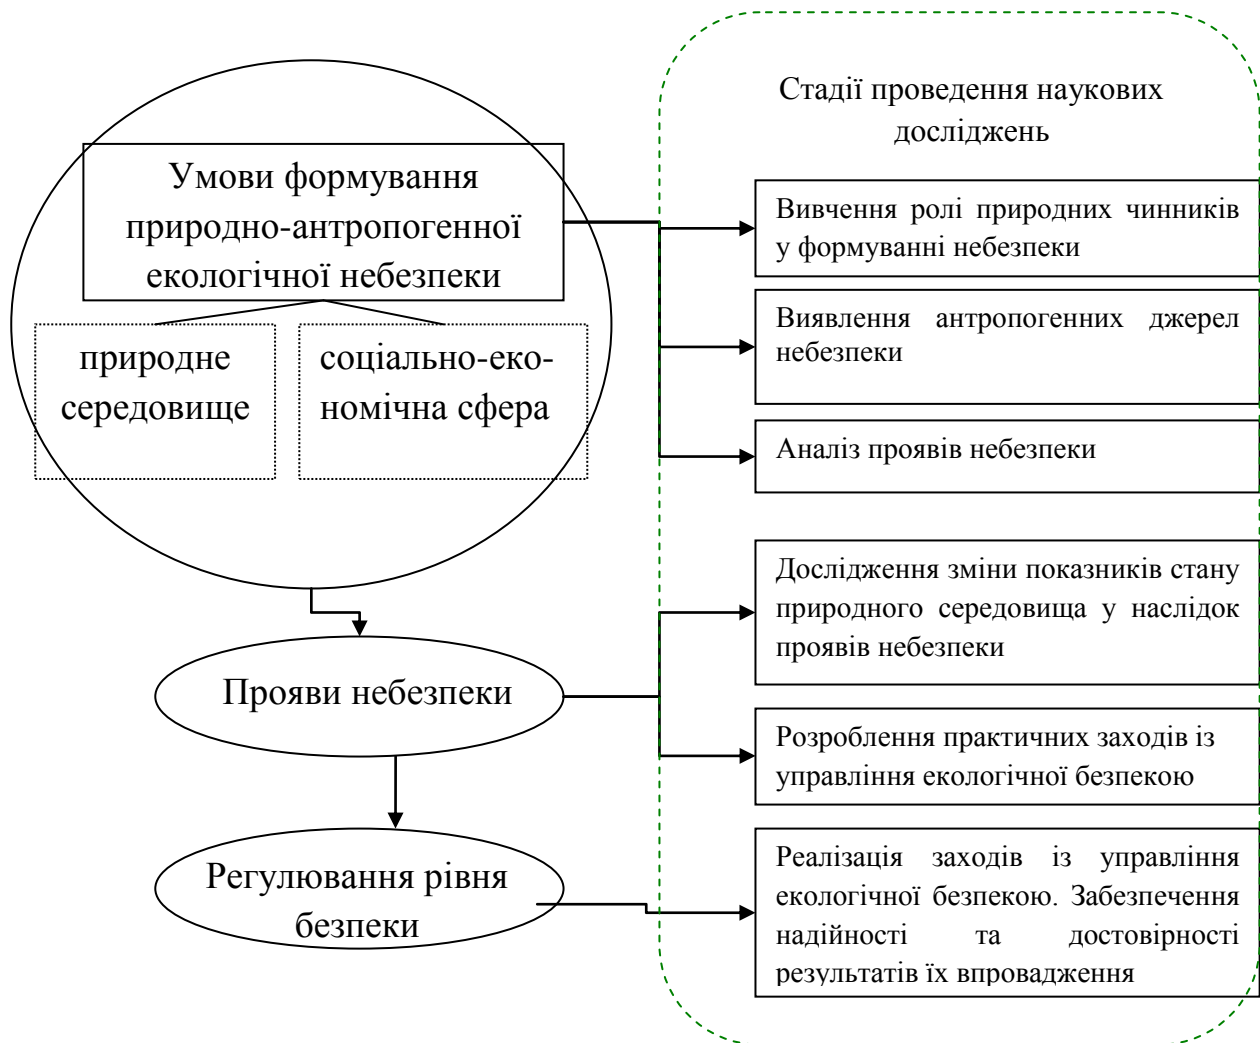 Умови формування
природно-антропогенної
екологічної небезпеки
природне
середовище
соціально-еко-
номічна сфера
Прояви небезпеки
Регулювання рівня
безпеки
Стадії проведення наукових
досліджень
Вивчення ролі природних чинників
у формуванні небезпеки
Виявлення антропогенних джерел
небезпеки
Аналіз проявів небезпеки
Дослідження зміни показників стану
природного середовища у наслідок
проявів небезпеки
Розроблення практичних заходів із
управління екологічної безпекою
Реалізація заходів із управління
екологічної безпекою. Забезпечення
надійності та достовірності
результатів їх впровадження